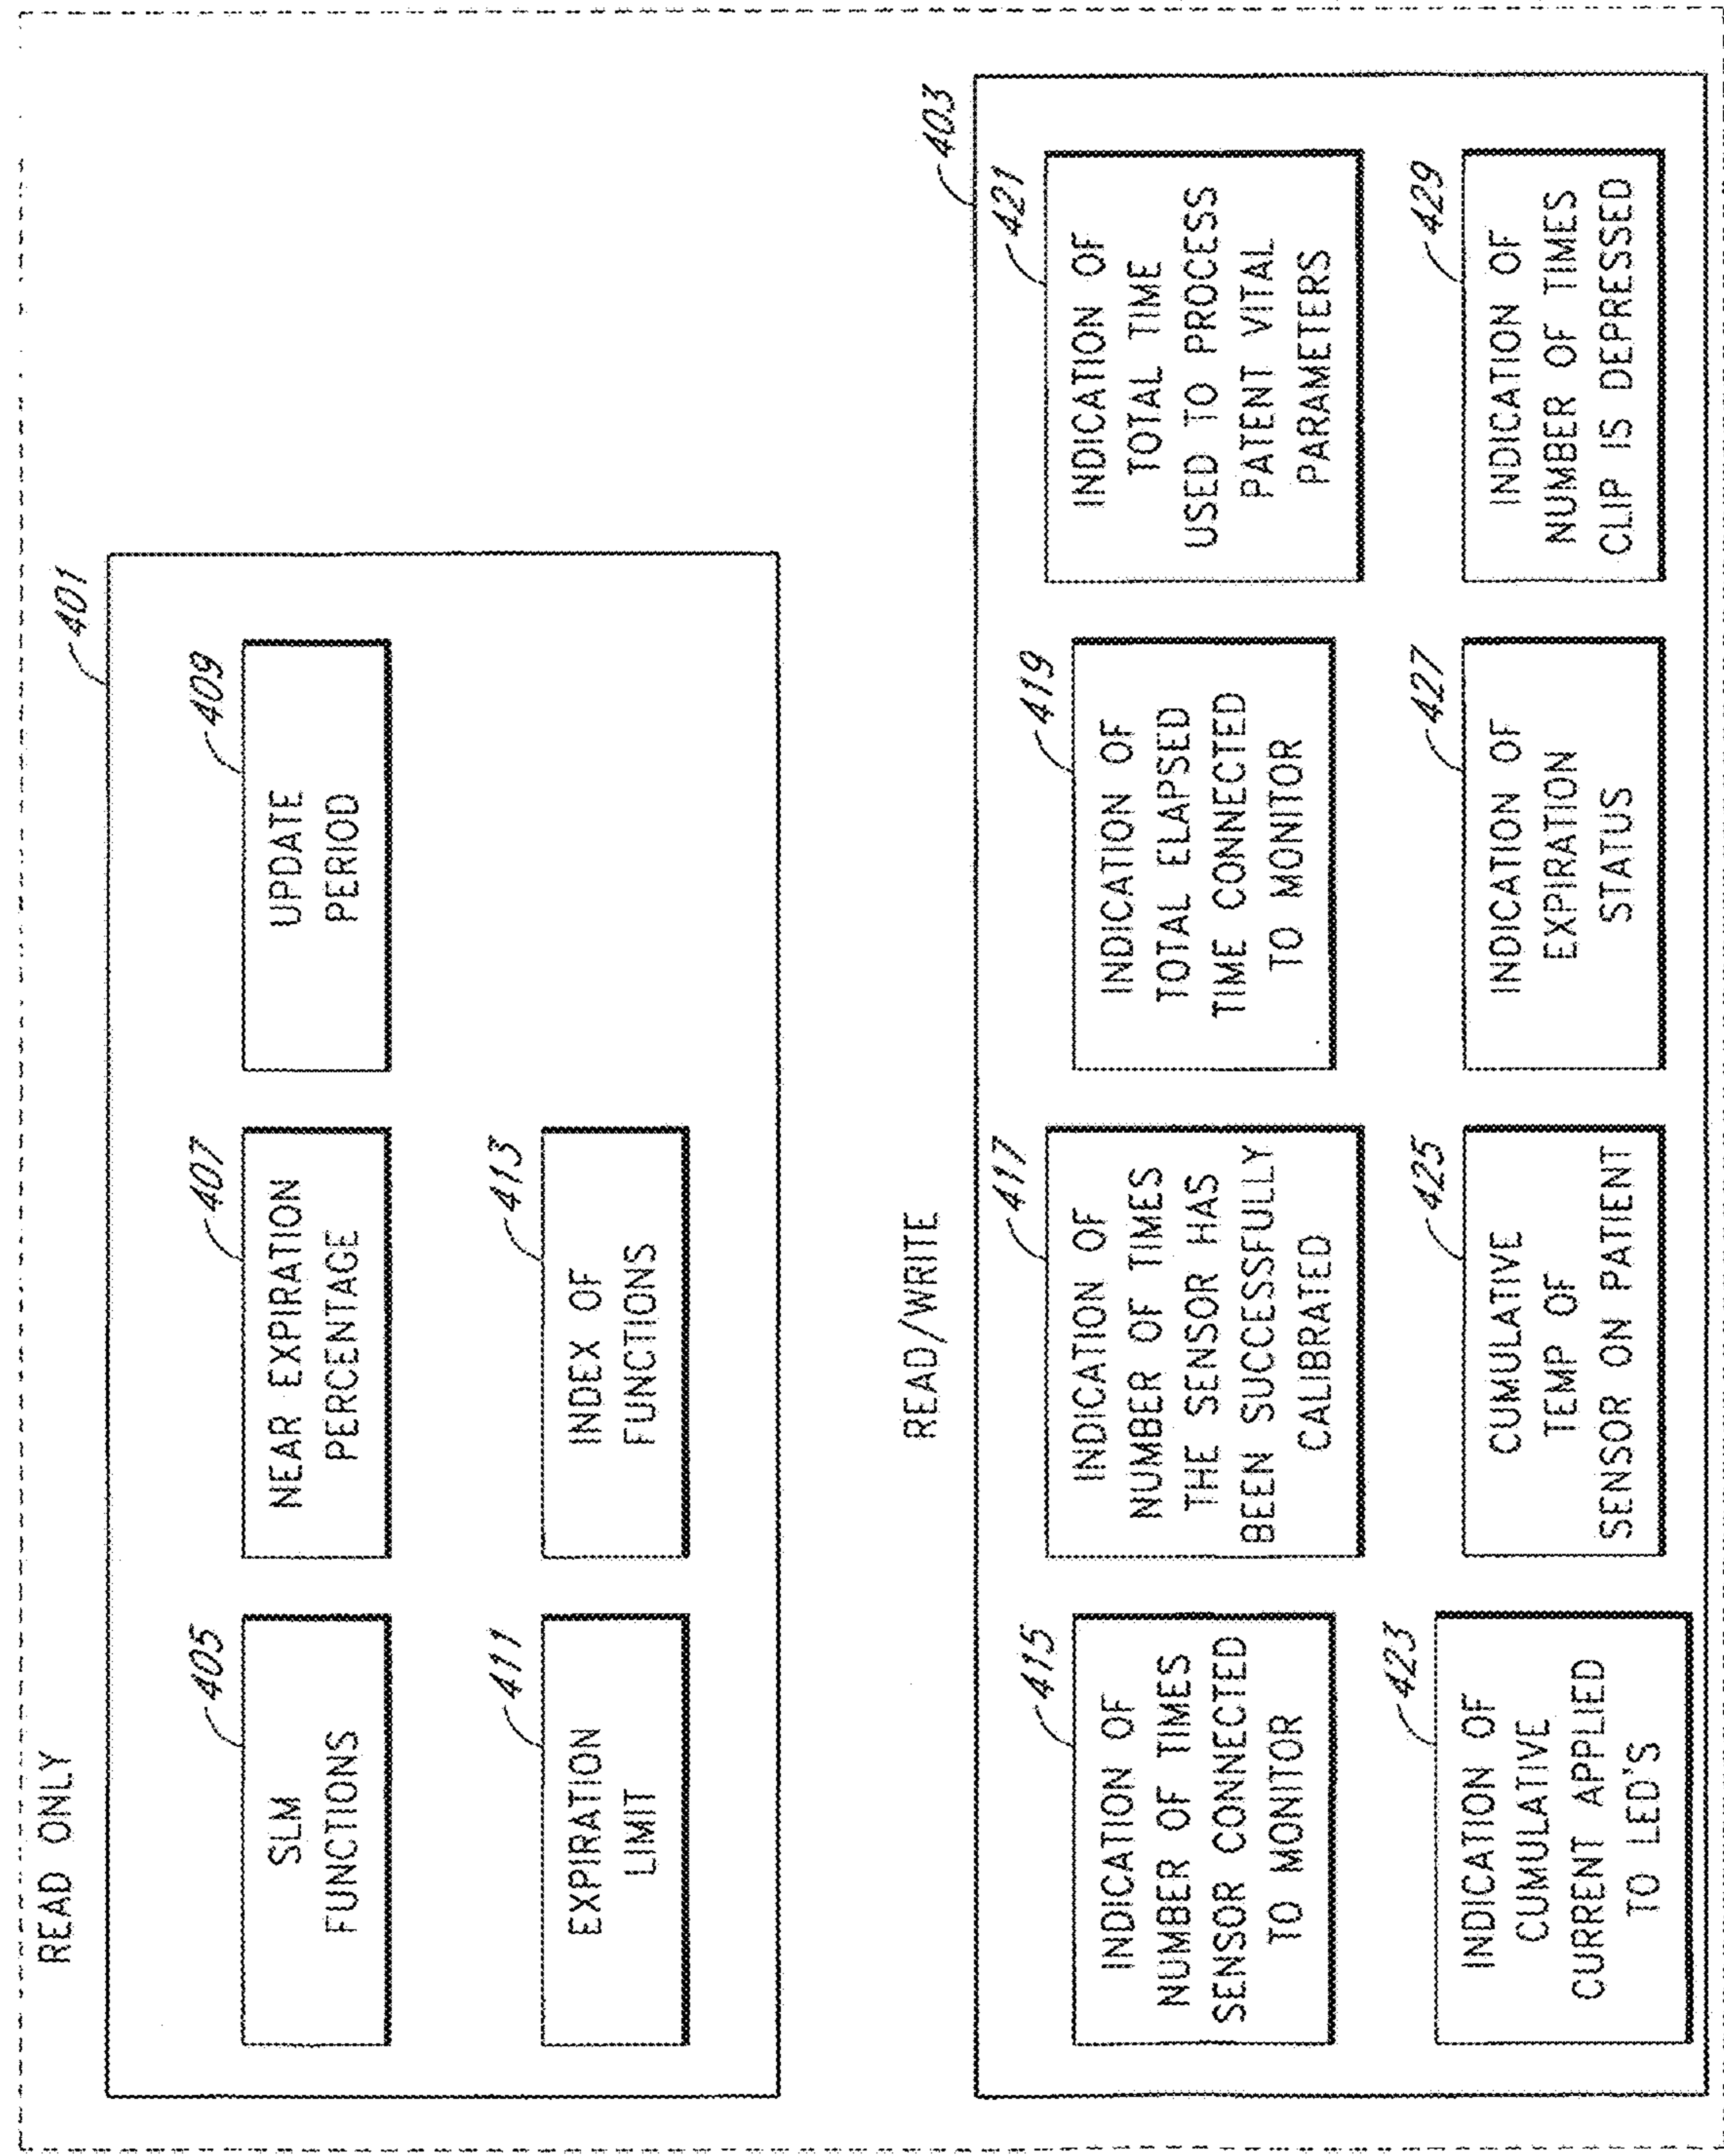 READ ONLY
401
405
SLM
FUNCTIONS
407
NEAR EXPIRATION
PERCENTAGE
409
UPDATE
PERIOD
411
EXPIRATION
LIMIT
413
INDEX OF
FUNCTIONS
READ/WRITE
403
415
INDICATION OF
NUMBER OF TIMES
SENSOR CONNECTED
TO MONITOR
417
INDICATION OF
NUMBER OF TIMES
THE SENSOR HAS
BEEN SUCCESSFULLY
CALIBRATED
419
INDICATION OF
TOTAL ELAPSED
TIME CONNECTED
TO MONITOR
421
INDICATION OF
TOTAL TIME
USED TO PROCESS
PATENT VITAL
PARAMETERS
423
INDICATION OF
CUMULATIVE
CURRENT APPLIED
TO LED'S
425
CUMULATIVE
TEMP OF
SENSOR ON PATIENT
427
INDICATION OF
EXPIRATION
STATUS
429
INDICATION OF
NUMBER OF TIMES
CLIP IS DEPRESSED